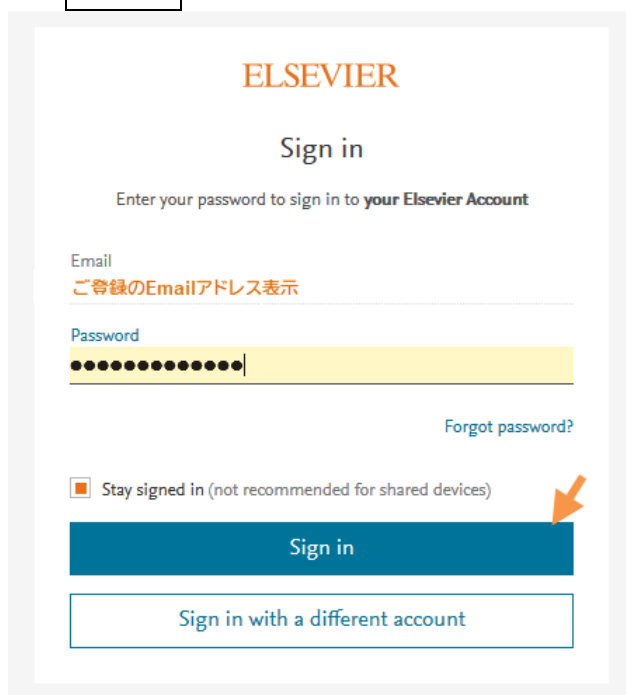 ELSEVIER
Sign in
Enter your password to sign in to your Elsevier Account
Email
ご登録のEmailアドレス表示
Password
●●●●●●●●●●●●●
Forgot password?
Stay signed in (not recommended for shared devices)
Sign in
Sign in with a different account